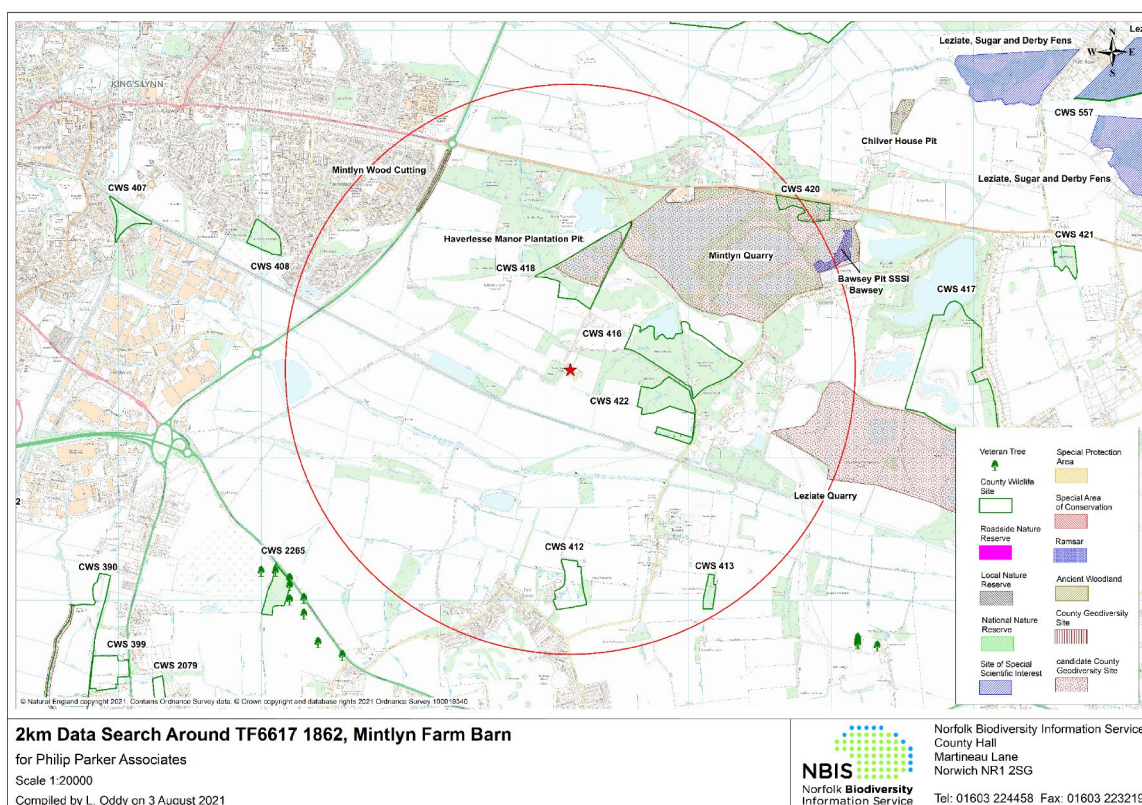 Leziate, Sugar and Derby Fens
Lez
N
W
E
S
KING'S LYNN
CWS 557
Chilver House Pit
Mintlyn Wood Cutting
CWS 407
CWS 420
Leziate, Sugar and Derby Fens
Haverlesse Manor Plantation Pit
CWS 421
CWS 408
CWS 418
Mintlyn Quarry
Bawsey Pit SSSI
Bawsey
CWS 417
CWS 416
CWS 422
Leziate Quarry
CWS 2265
CWS 412
CWS 413
CWS 390
CWS 399
CWS 2079
Veteran Tree
County Wildlife
Site
Roadside Nature
Reserve
Local Nature
Reserve
National Nature
Reserve
Site of Special
Scientific Interest
Special Protection
Area
Special Area
of Conservation
Ramsar
Ancient Woodland
County Geodiversity
Site
candidate County
Geodiversity Site
© Natural England copyright 2021. Contains Ordnance Survey data. © Crown copyright and database rights 2021 Ordnance Survey 100019340
2km Data Search Around TF6617 1862, Mintlyn Farm Barn
for Philip Parker Associates
Scale 1:20000
Compiled by L. Oddy on 3 August 2021
NBIS
Norfolk Biodiversity
Information Service
Norfolk Biodiversity Information Service
County Hall
Martineau Lane
Norwich NR1 2SG
Tel: 01603 224458 Fax: 01603 223219